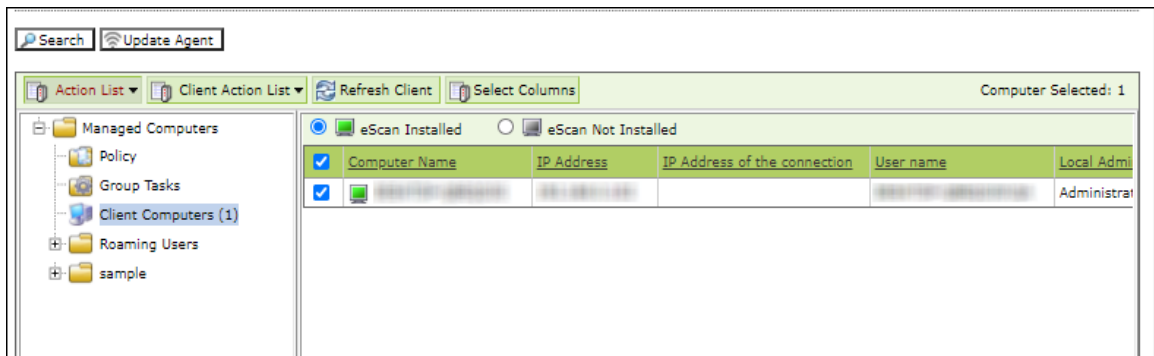 Search Update Agent
Action List Client Action List Refresh Client Select Columns Computer Selected: 1
Managed Computers
Policy
Group Tasks
Client Computers (1)
Roaming Users
sample
eScan Installed eScan Not Installed
Computer Name IP Address IP Address of the connection User name Local Admi
Administrat